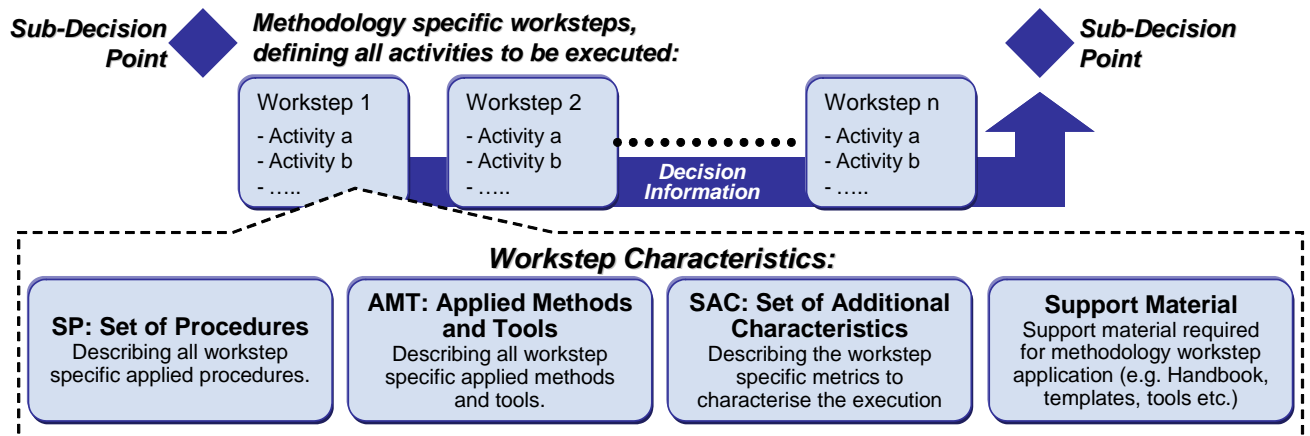 Sub-Decision
Point
Methodology specific worksteps,
defining all activities to be executed:
Sub-Decision
Point
Workstep 1
- Activity a
- Activity b
- …..
Workstep 2
- Activity a
- Activity b
- …..
Workstep n
- Activity a
- Activity b
- …..
Decision
Information
Workstep Characteristics:
SP: Set of Procedures
Describing all workstep
specific applied procedures.
AMT: Applied Methods
and Tools
Describing all workstep
specific applied methods
and tools.
SAC: Set of Additional
Characteristics
Describing the workstep
specific metrics to
characterise the execution
Support Material
Support material required
for methodology workstep
application (e.g. Handbook,
templates, tools etc.)